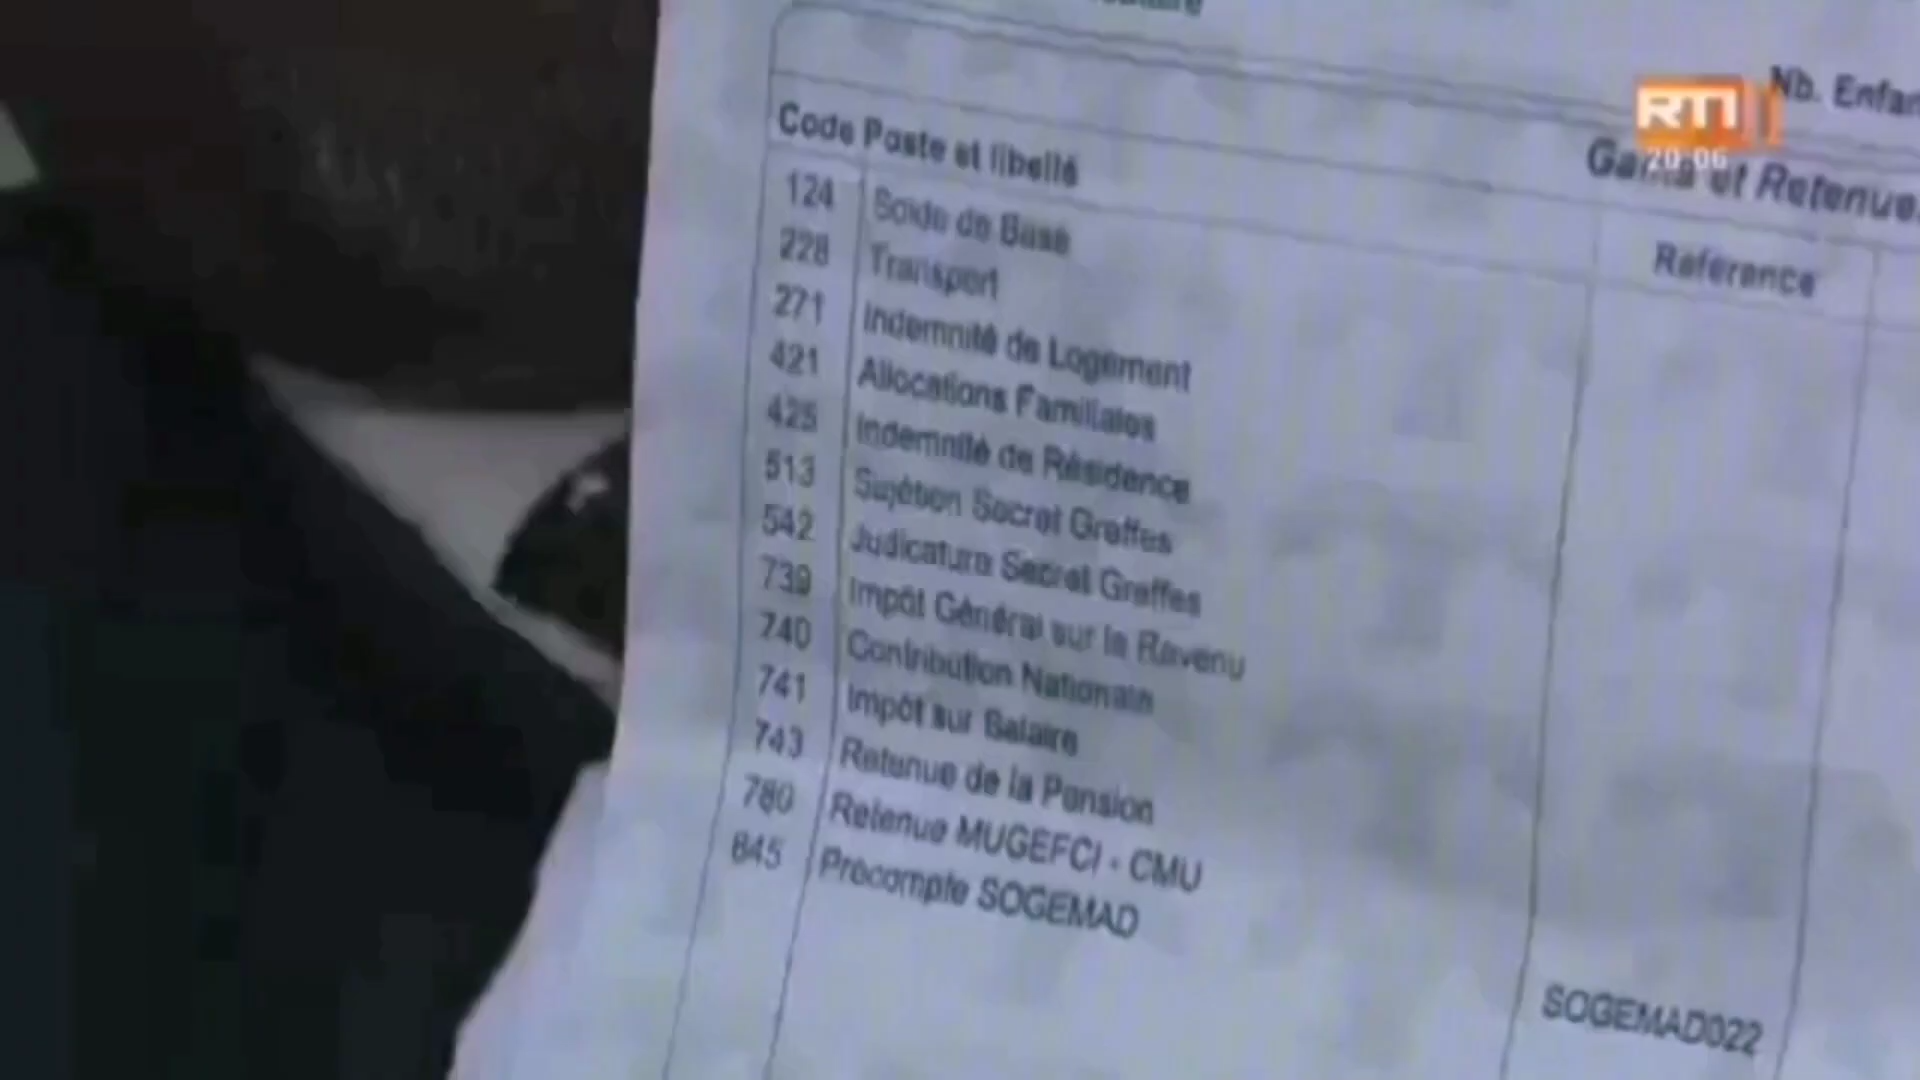 Nb. Enfan
RTI
20:06
Gains et Retenues
Code Poste et libellé
Référence
124 Solde de Base
228 Transport
271 Indemnité de Logement
421 Allocations Familiales
425 Indemnité de Résidence
513 Sujétion Secret Greffes
542 Judicature Secret Greffes
739 Impôt Général sur le Revenu
740 Contribution Nationale
741 Impôt sur Salaire
743 Retenue de la Pension
780 Retenue MUGEFCI - CMU
845 Précompte SOGEMAD
SOGEMAD022